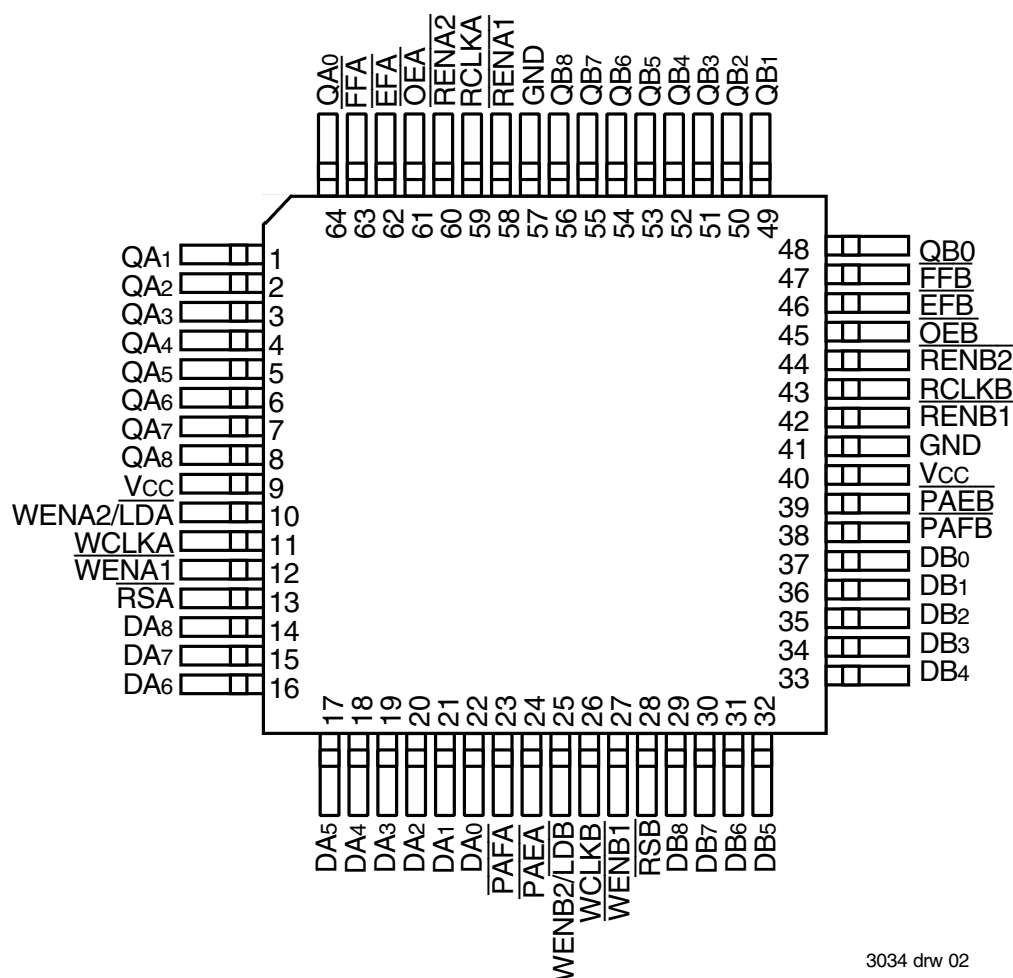 QA0
FFA
EFA
OEA
RENA2
RCLKA
RENA1
GND
QB8
QB7
QB6
QB5
QB4
QB3
QB2
QB1
64
63
62
61
60
59
58
57
56
55
54
53
52
51
50
49
QA1 1
QA2 2
QA3 3
QA4 4
QA5 5
QA6 6
QA7 7
QA8 8
VCC 9
WENA2/LDA 10
WCLKA 11
WENA1 12
RSA 13
DA8 14
DA7 15
DA6 16
48 QB0
47 FFB
46 EFB
45 OEB
44 RENB2
43 RCLKB
42 RENB1
41 GND
40 VCC
39 PAEB
38 PAFB
37 DB0
36 DB1
35 DB2
34 DB3
33 DB4
17
18
19
20
21
22
23
24
25
26
27
28
29
30
31
32
DA5
DA4
DA3
DA2
DA1
DA0
PAFA
PAEA
WENB2/LDB
WCLKB
WENB1
RSB
DB8
DB7
DB6
DB5
3034 drw 02